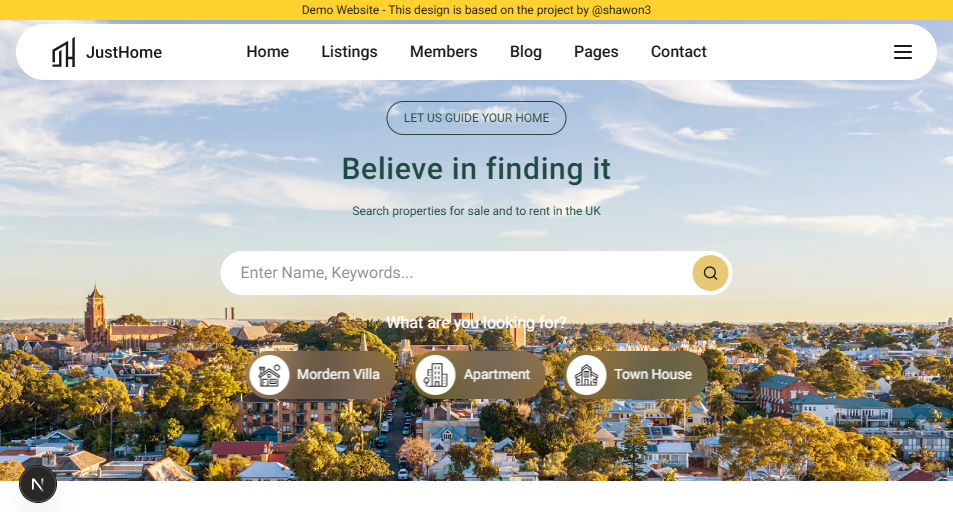 Demo Website - This design is based on the project by @shawon3
JustHome
Home
Listings
Members
Blog
Pages
Contact
LET US GUIDE YOUR HOME
Believe in finding it
Search properties for sale and to rent in the UK
Enter Name, Keywords...
What are you looking for?
Mordern Villa
Apartment
Town House
N